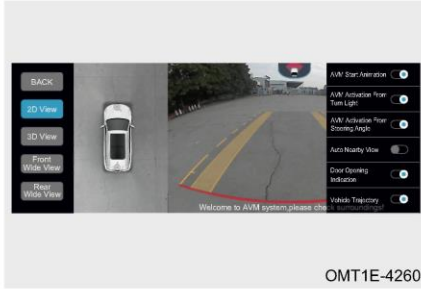 BACK
2D View
3D View
Front
Wide View
Rear
Wide View
AVM Start Animation
AVM Activation From
Turn Light
AVM Activation From
Steering Angle
Auto Nearby View
Door Opening
Indication
Vehicle Trajectory
Welcome to AVM system,please check surroundings!
OMT1E-4260